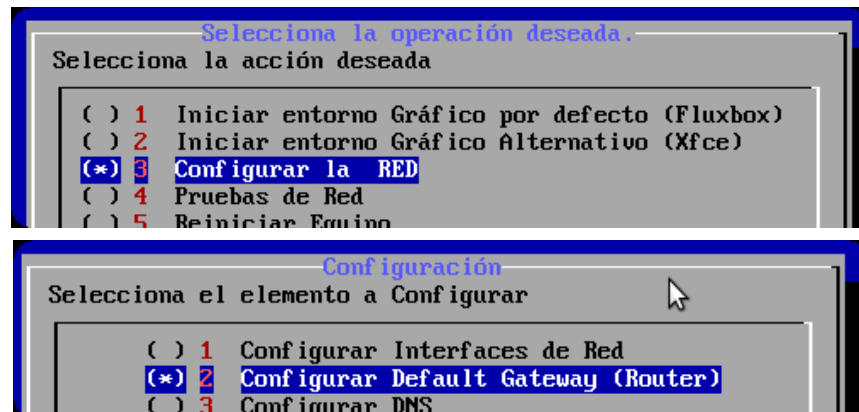 Selecciona la operación deseada.
Selecciona la acción deseada
( ) 1 Iniciar entorno Gráfico por defecto (Fluxbox)
( ) 2 Iniciar entorno Gráfico Alternativo (Xfce)
(*) 3 Configurar la RED
( ) 4 Pruebas de Red
( ) 5 Reiniciar Equipo
Configuración
Selecciona el elemento a Configurar
( ) 1 Configurar Interfaces de Red
(*) 2 Configurar Default Gateway (Router)
( ) 3 Configurar DNS